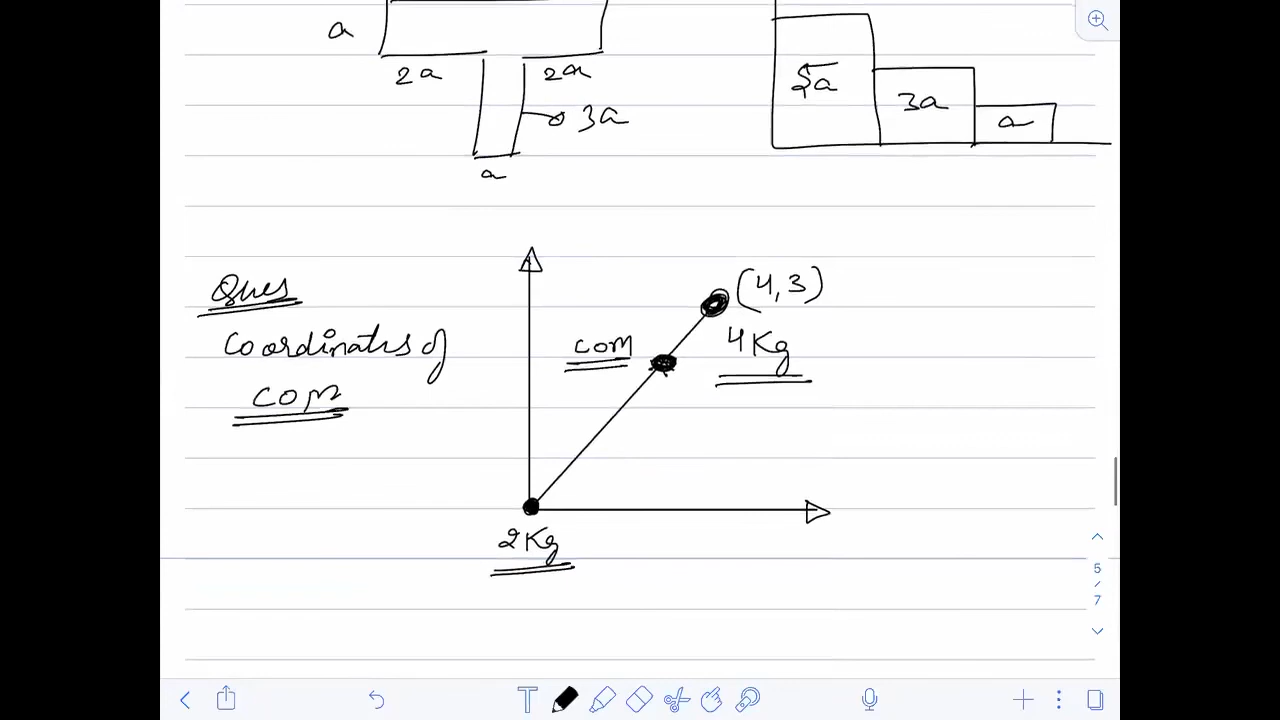 a
2a
2a
3a
a
5a
3a
a
Ques
Coordinates of
COM
COM
(4,3)
4Kg
2Kg
5
/
7
T